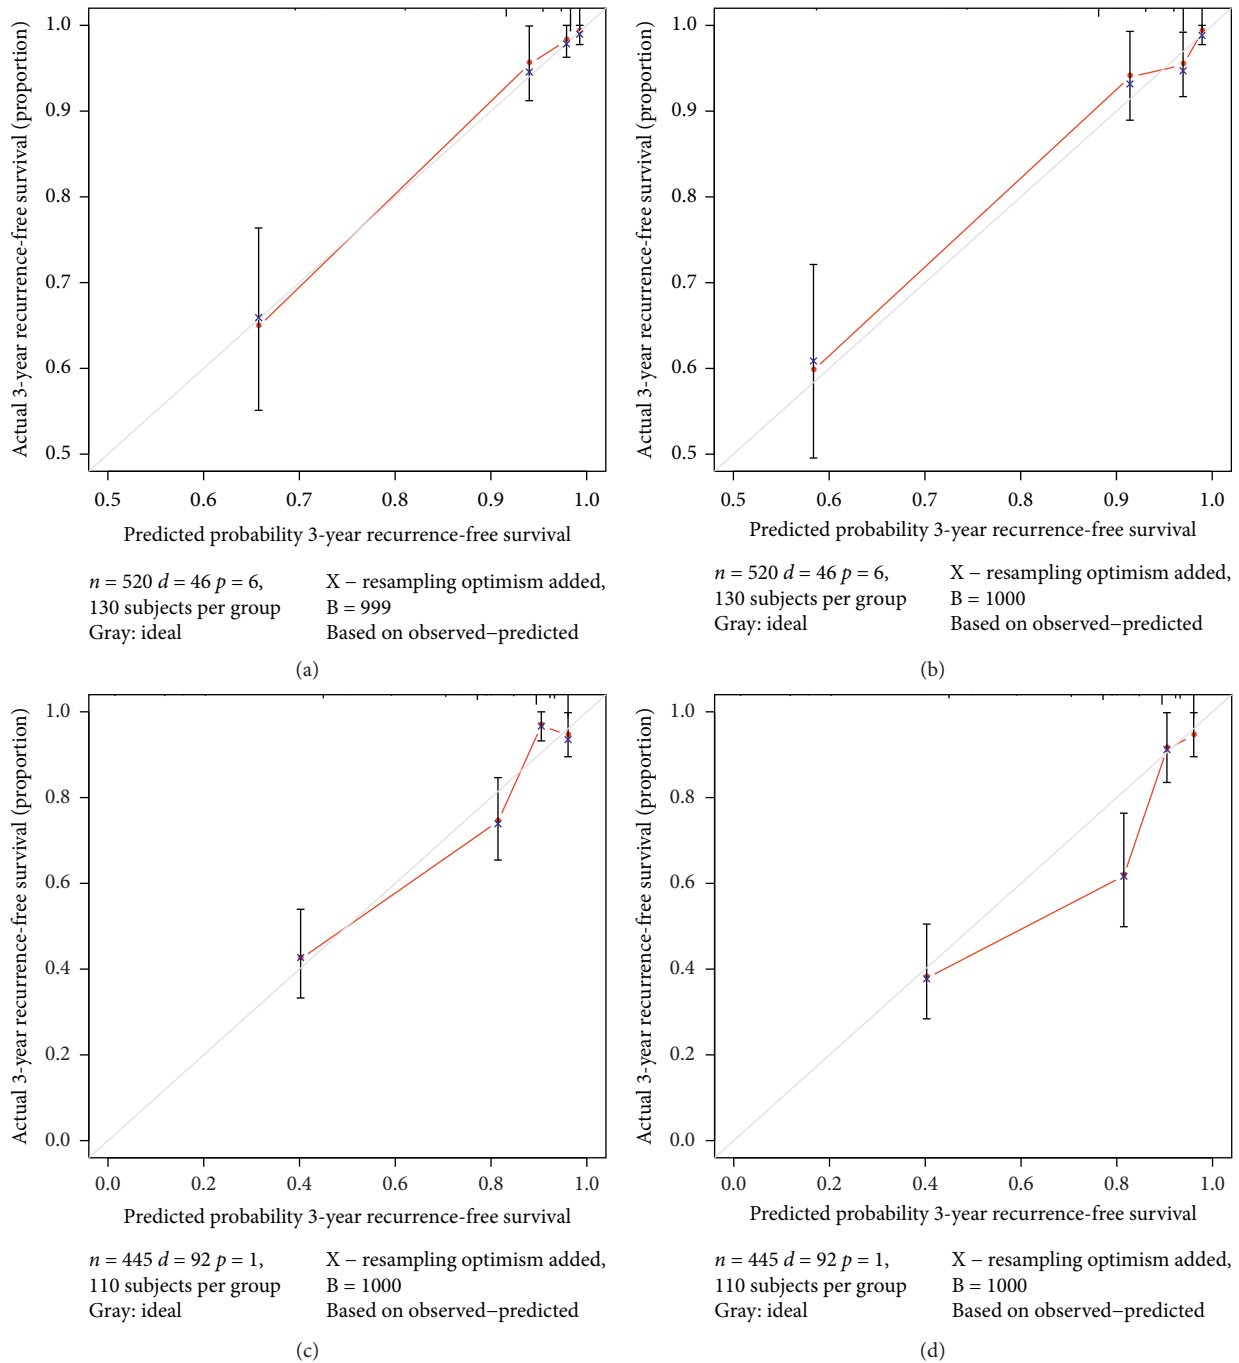 Actual 3-year recurrence-free survival (proportion)
1.0
0.9
0.8
0.7
0.6
0.5
0.5 0.6 0.7 0.8 0.9 1.0
Predicted probability 3-year recurrence-free survival
n = 520 d = 46 p = 6,
130 subjects per group
Gray: ideal
X − resampling optimism added,
B = 999
Based on observed−predicted
(a)
Actual 3-year recurrence-free survival (proportion)
1.0
0.9
0.8
0.7
0.6
0.5
0.5 0.6 0.7 0.8 0.9 1.0
Predicted probability 3-year recurrence-free survival
n = 520 d = 46 p = 6,
130 subjects per group
Gray: ideal
X − resampling optimism added,
B = 1000
Based on observed−predicted
(b)
Actual 3-year recurrence-free survival (proportion)
1.0
0.8
0.6
0.4
0.2
0.0
0.0 0.2 0.4 0.6 0.8 1.0
Predicted probability 3-year recurrence-free survival
n = 445 d = 92 p = 1,
110 subjects per group
Gray: ideal
X − resampling optimism added,
B = 1000
Based on observed−predicted
(c)
Actual 3-year recurrence-free survival (proportion)
1.0
0.8
0.6
0.4
0.2
0.0
0.0 0.2 0.4 0.6 0.8 1.0
Predicted probability 3-year recurrence-free survival
n = 445 d = 92 p = 1,
110 subjects per group
Gray: ideal
X − resampling optimism added,
B = 1000
Based on observed−predicted
(d)